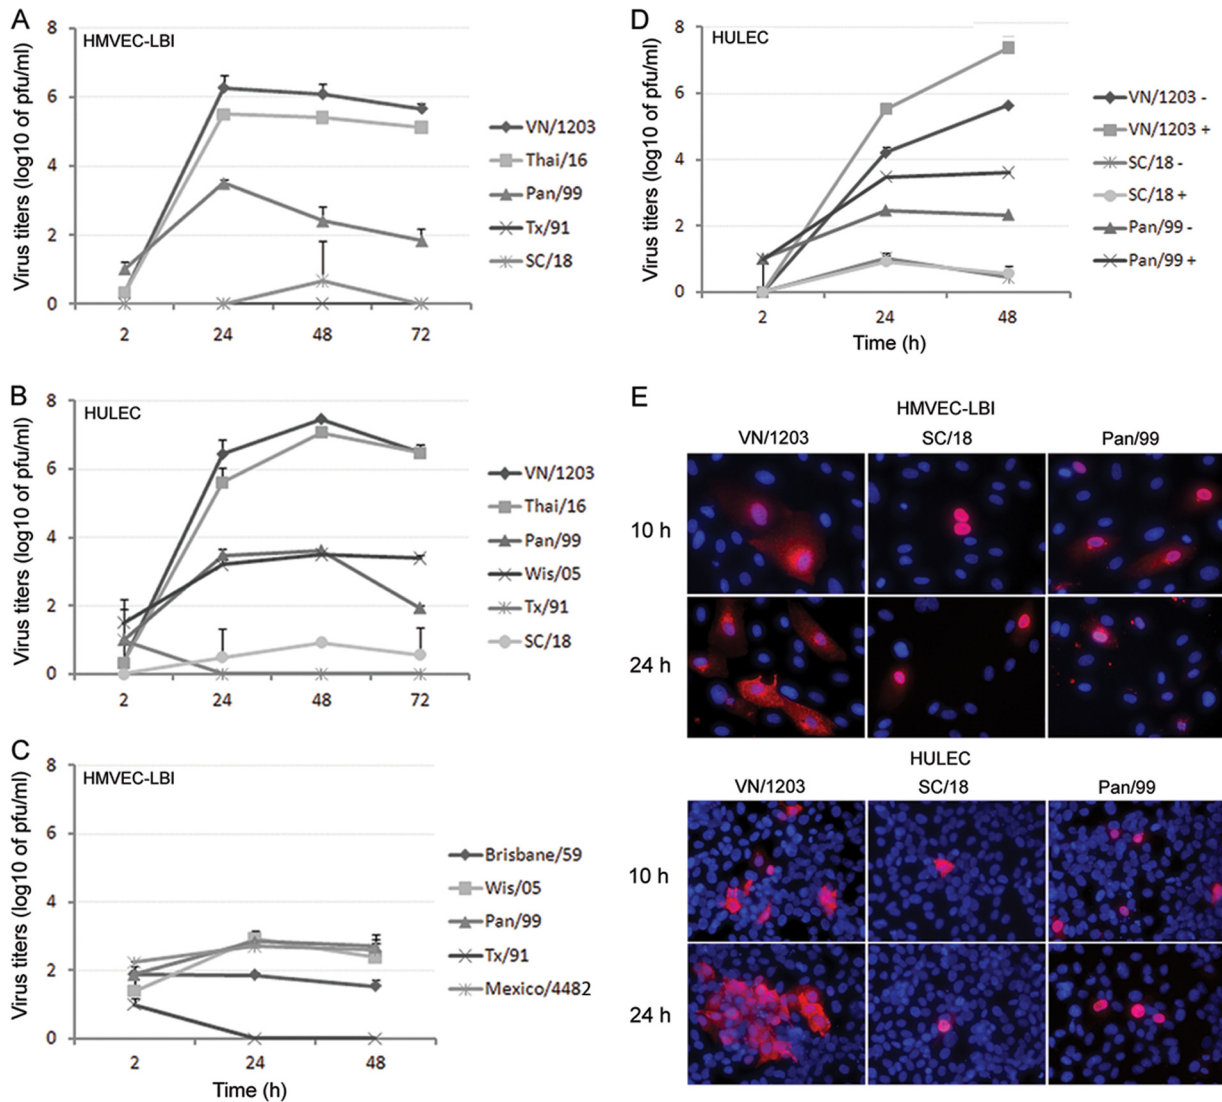 A
HMVEC-LBI
Virus titers (log10 of pfu/ml)
8
6
4
2
0
2 24 48 72
VN/1203
Thai/16
Pan/99
Tx/91
SC/18
B
HULEC
Virus titers (log10 of pfu/ml)
8
6
4
2
0
2 24 48 72
VN/1203
Thai/16
Pan/99
Wis/05
Tx/91
SC/18
C
HMVEC-LBI
Virus titers (log10 of pfu/ml)
8
6
4
2
0
2 24 48
Time (h)
Brisbane/59
Wis/05
Pan/99
Tx/91
Mexico/4482
D
HULEC
Virus titers (log10 of pfu/ml)
8
6
4
2
0
2 24 48
Time (h)
VN/1203 -
VN/1203 +
SC/18 -
SC/18 +
Pan/99 -
Pan/99 +
E
HMVEC-LBI
VN/1203 SC/18 Pan/99
10 h
24 h
HULEC
VN/1203 SC/18 Pan/99
10 h
24 h